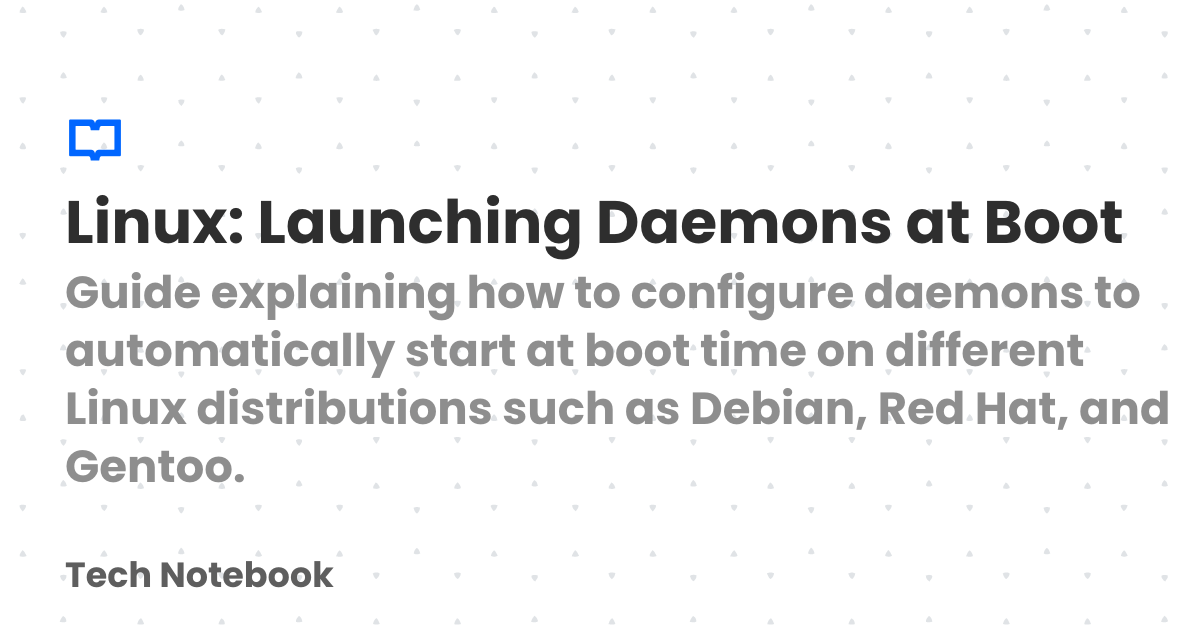 Linux: Launching Daemons at Boot
Guide explaining how to configure daemons to
automatically start at boot time on different
Linux distributions such as Debian, Red Hat, and
Gentoo.
Tech Notebook